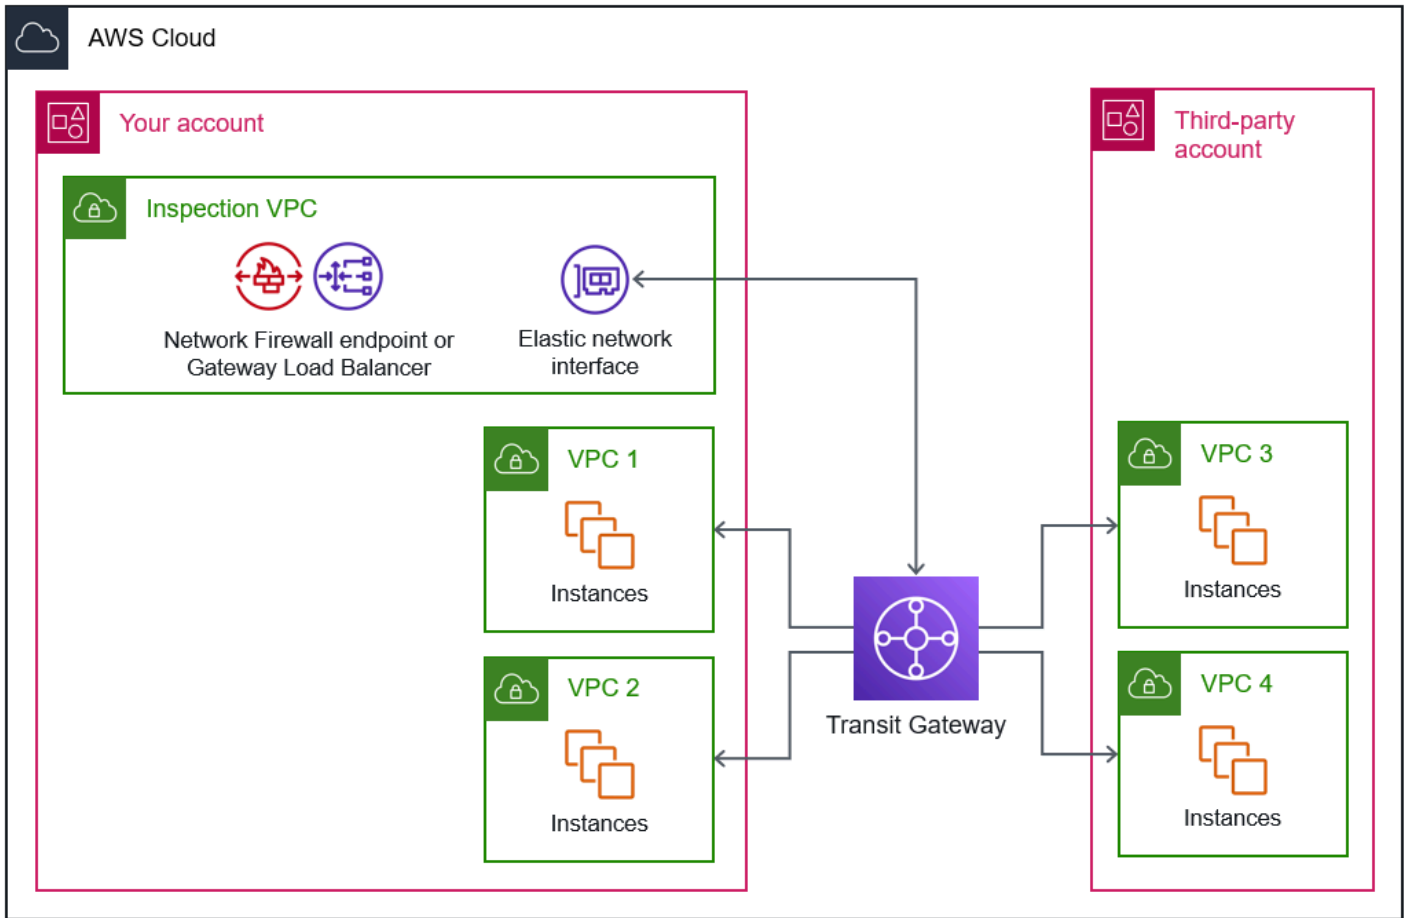 AWS Cloud
Your account
Third-party
account
Inspection VPC
Network Firewall endpoint or
Gateway Load Balancer
Elastic network
interface
VPC 1
Instances
VPC 2
Instances
Transit Gateway
VPC 3
Instances
VPC 4
Instances